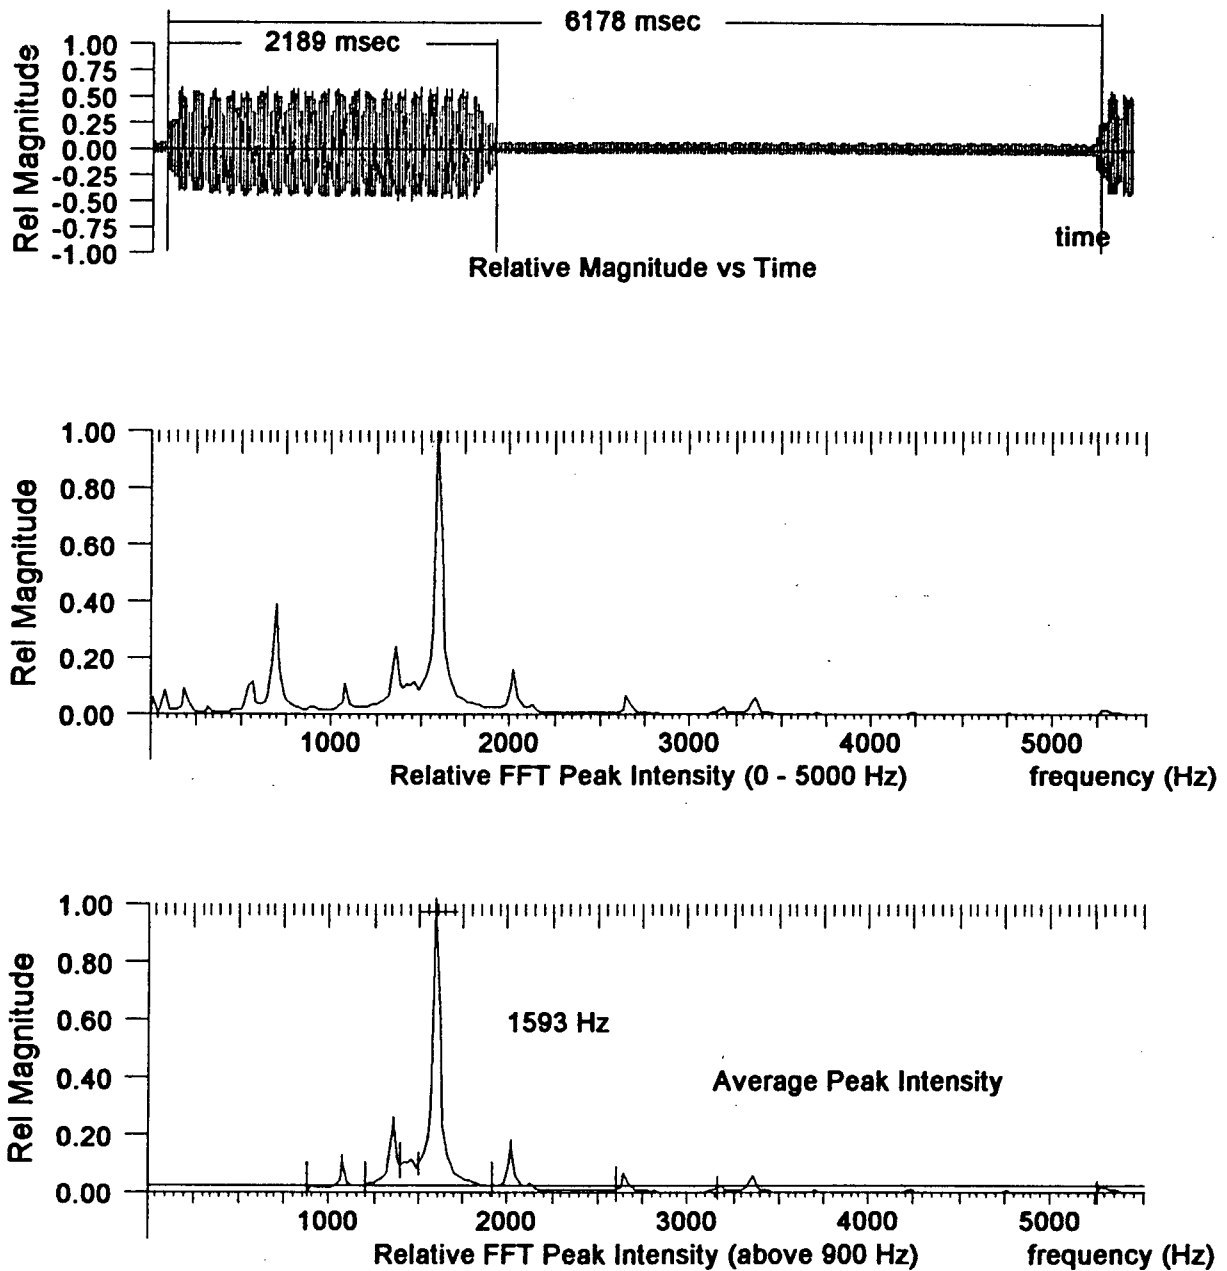 6178 msec
2189 msec
1.00
0.75
0.50
0.25
0.00
-0.25
-0.50
-0.75
-1.00
Rel Magnitude
time
Relative Magnitude vs Time
1.00
0.80
0.60
0.40
0.20
0.00
Rel Magnitude
1000 2000 3000 4000 5000
Relative FFT Peak Intensity (0 - 5000 Hz) frequency (Hz)
1.00
0.80
0.60
0.40
0.20
0.00
Rel Magnitude
1593 Hz
Average Peak Intensity
1000 2000 3000 4000 5000
Relative FFT Peak Intensity (above 900 Hz) frequency (Hz)